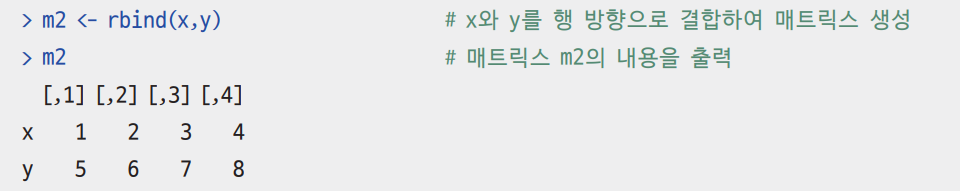 > m2 <- rbind(x,y) # x와 y를 행 방향으로 결합하여 매트릭스 생성
> m2 # 매트릭스 m2의 내용을 출력
[,1] [,2] [,3] [,4]
x 1 2 3 4
y 5 6 7 8